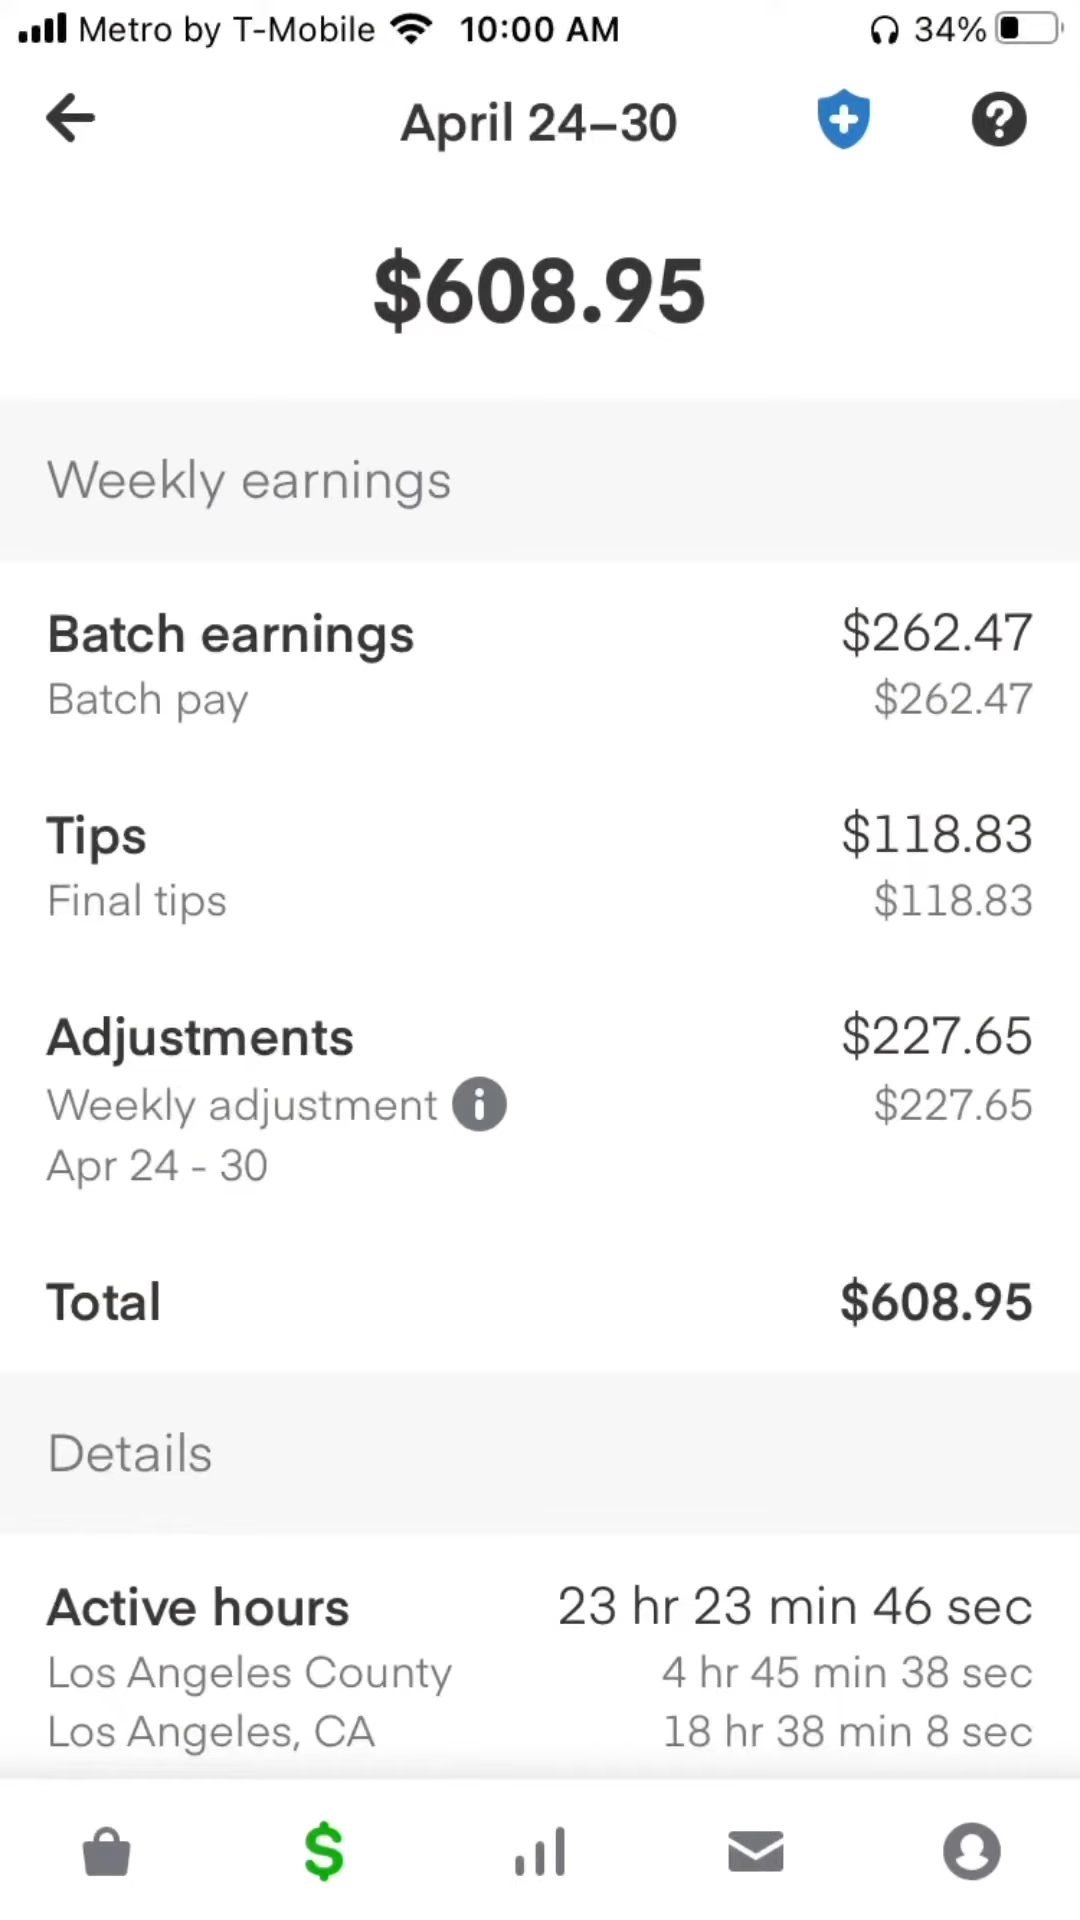 Metro by T-Mobile 10:00 AM 34%
April 24–30
$608.95
Weekly earnings
Batch earnings $262.47
Batch pay $262.47
Tips $118.83
Final tips $118.83
Adjustments $227.65
Weekly adjustment $227.65
Apr 24 - 30
Total $608.95
Details
Active hours 23 hr 23 min 46 sec
Los Angeles County 4 hr 45 min 38 sec
Los Angeles, CA 18 hr 38 min 8 sec